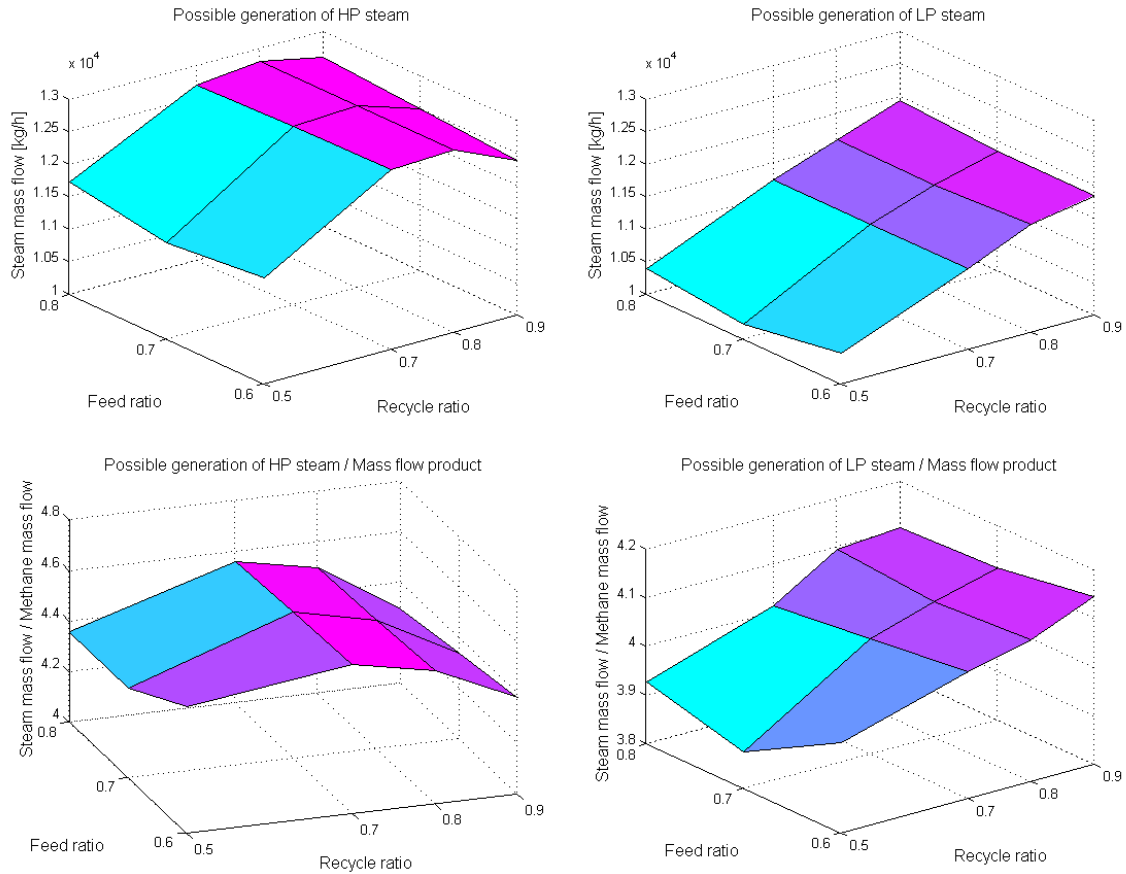 Possible generation of HP steam
x 10^4
Steam mass flow [kg/h]
1.3
1.25
1.2
1.15
1.1
1.05
1
0.8
0.7
0.6
Feed ratio
0.5
0.7
0.8
0.9
Recycle ratio
Possible generation of LP steam
x 10^4
Steam mass flow [kg/h]
1.3
1.25
1.2
1.15
1.1
1.05
1
0.8
0.7
0.6
Feed ratio
0.5
0.7
0.8
0.9
Recycle ratio
Possible generation of HP steam / Mass flow product
Steam mass flow / Methane mass flow
4.8
4.6
4.4
4.2
4
0.8
0.7
0.6
Feed ratio
0.5
0.7
0.8
0.9
Recycle ratio
Possible generation of LP steam / Mass flow product
Steam mass flow / Methane mass flow
4.2
4.1
4
3.9
3.8
0.8
0.7
0.6
Feed ratio
0.5
0.7
0.8
0.9
Recycle ratio